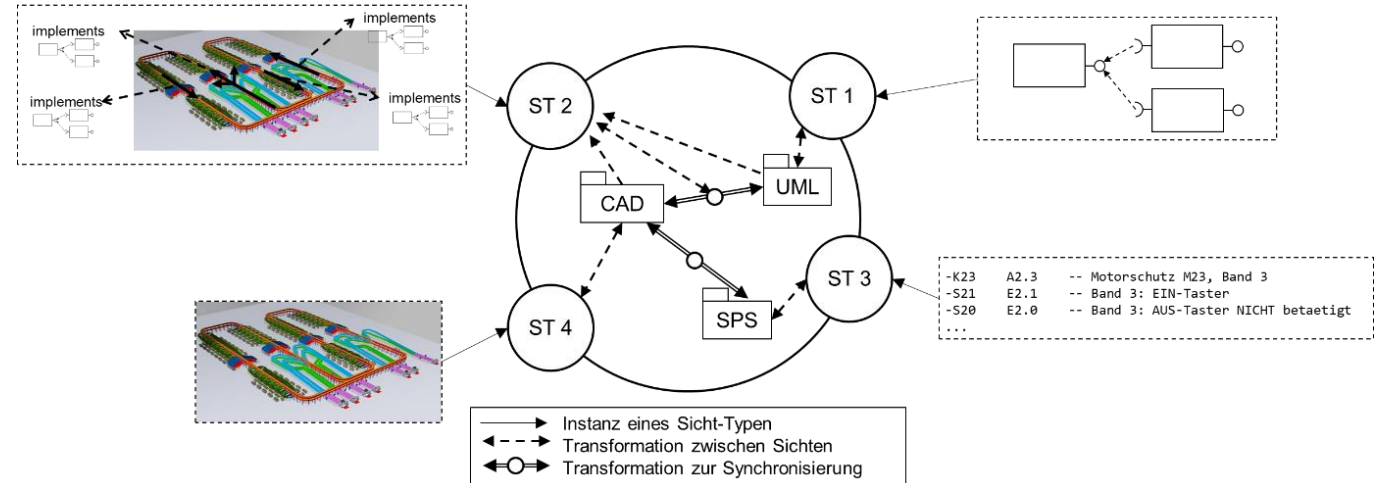 implements
implements
implements
implements
ST 2
ST 1
UML
CAD
ST 3
SPS
ST 4
-K23 A2.3 -- Motorschutz M23, Band 3
-S21 E2.1 -- Band 3: EIN-Taster
-S20 E2.0 -- Band 3: AUS-Taster NICHT betaetigt
...
Instanz eines Sicht-Typen
Transformation zwischen Sichten
Transformation zur Synchronisierung